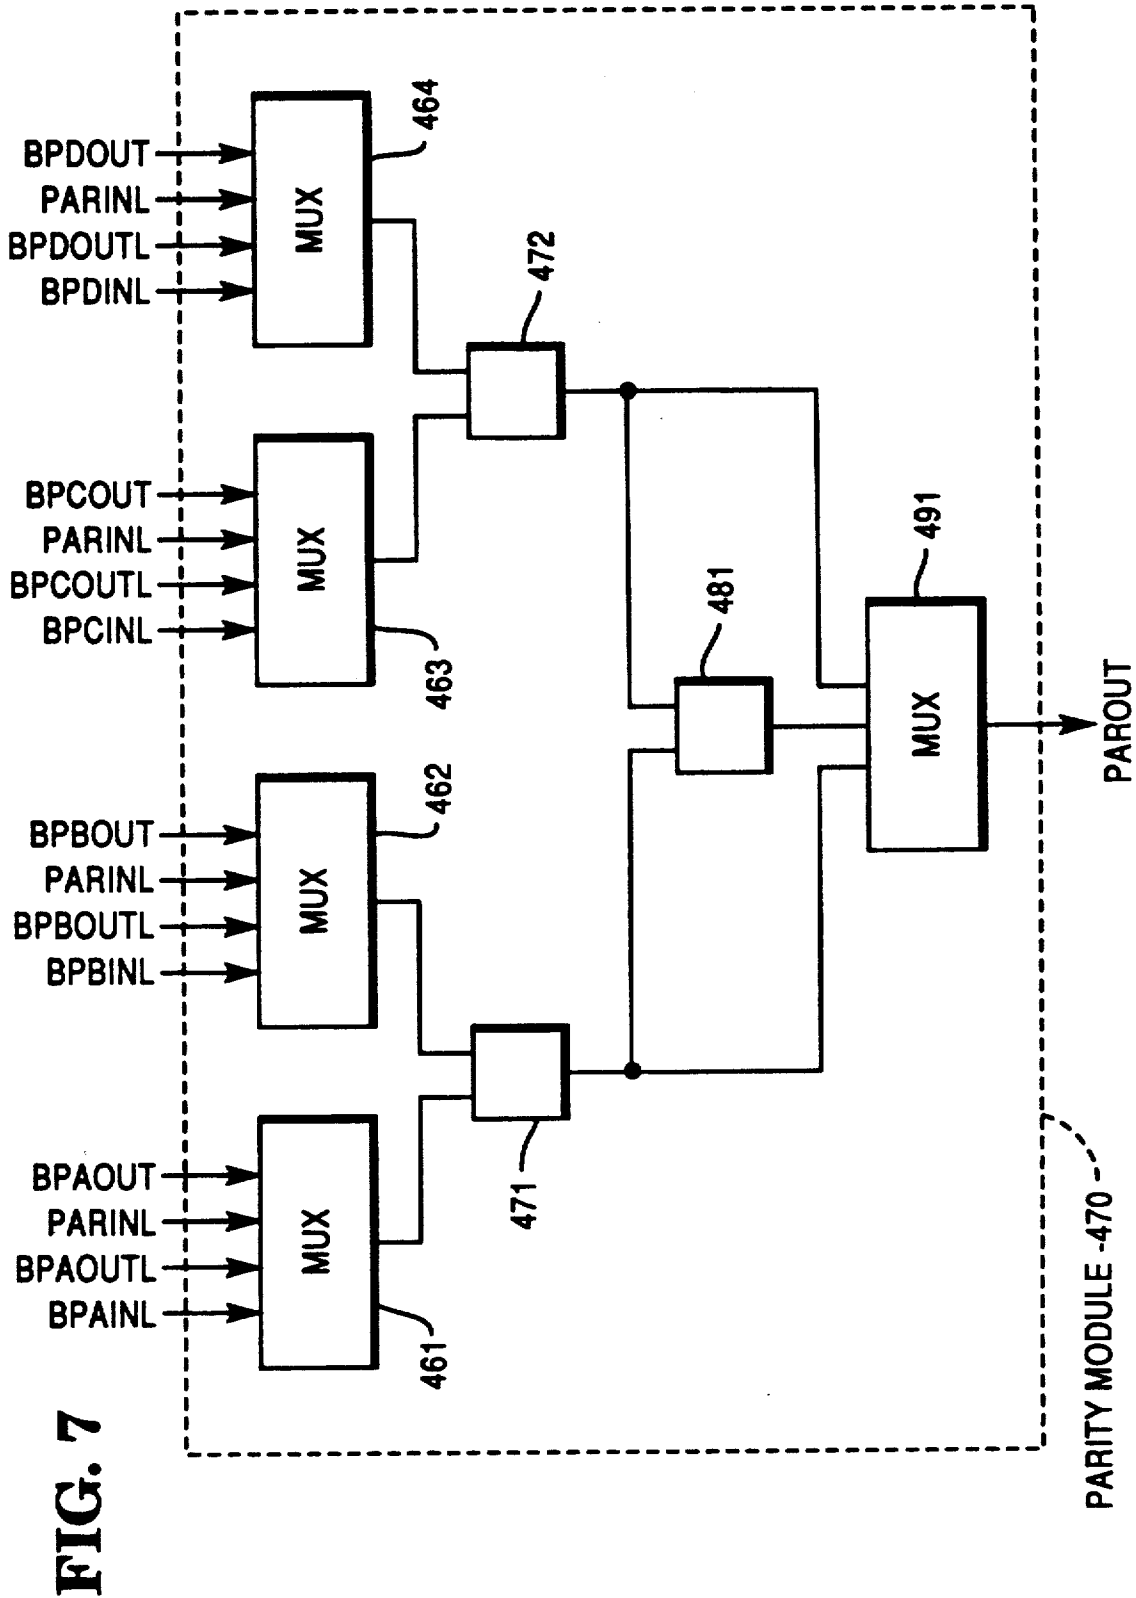 FIG. 7
BPDOUT
PARINL
BPDOUTL
BPDINL
MUX
464
BPCOUT
PARINL
BPCOUTL
BPCINL
MUX
463
472
BPBOUT
PARINL
BPBOUTL
BPBINL
MUX
462
BPAOUT
PARINL
BPAOUTL
BPAINL
MUX
461
471
481
MUX
491
PAROUT
PARITY MODULE -470